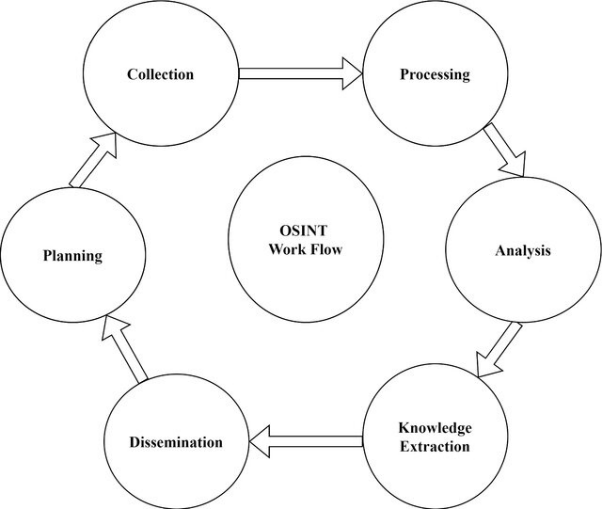 Collection
Processing
OSINT
Work Flow
Planning
Analysis
Knowledge
Extraction
Dissemination